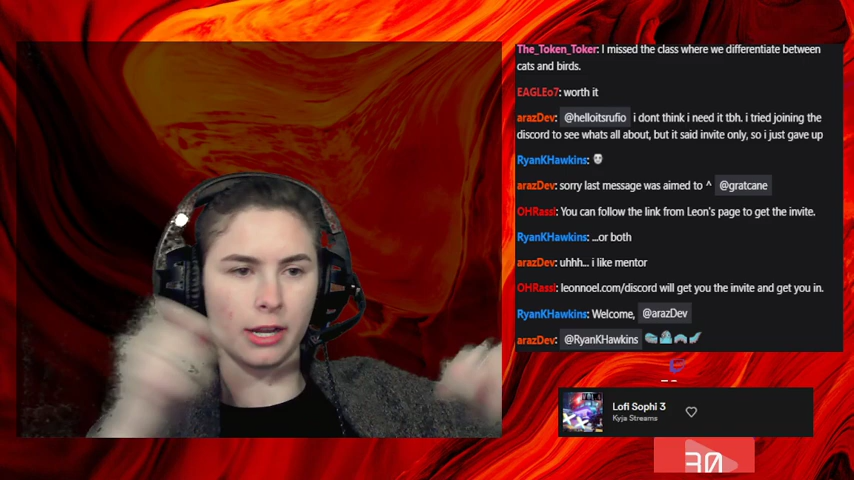 The_Token_Toker: I missed the class where we differentiate between
cats and birds.
EAGLEo7: worth it
arazDev: @helloitsrufio i dont think i need it tbh. i tried joining the
discord to see whats all about, but it said invite only, so i just gave up
RyanKHawkins:
arazDev: sorry last message was aimed to ^ @gratcane
OHRassi: You can follow the link from Leon's page to get the invite.
RyanKHawkins: ...or both
arazDev: uhhh... i like mentor
OHRassi: leonnoel.com/discord will get you the invite and get you in.
RyanKHawkins: Welcome, @arazDev
arazDev: @RyanKHawkins
Lofi Sophi 3
Kyja Streams
30